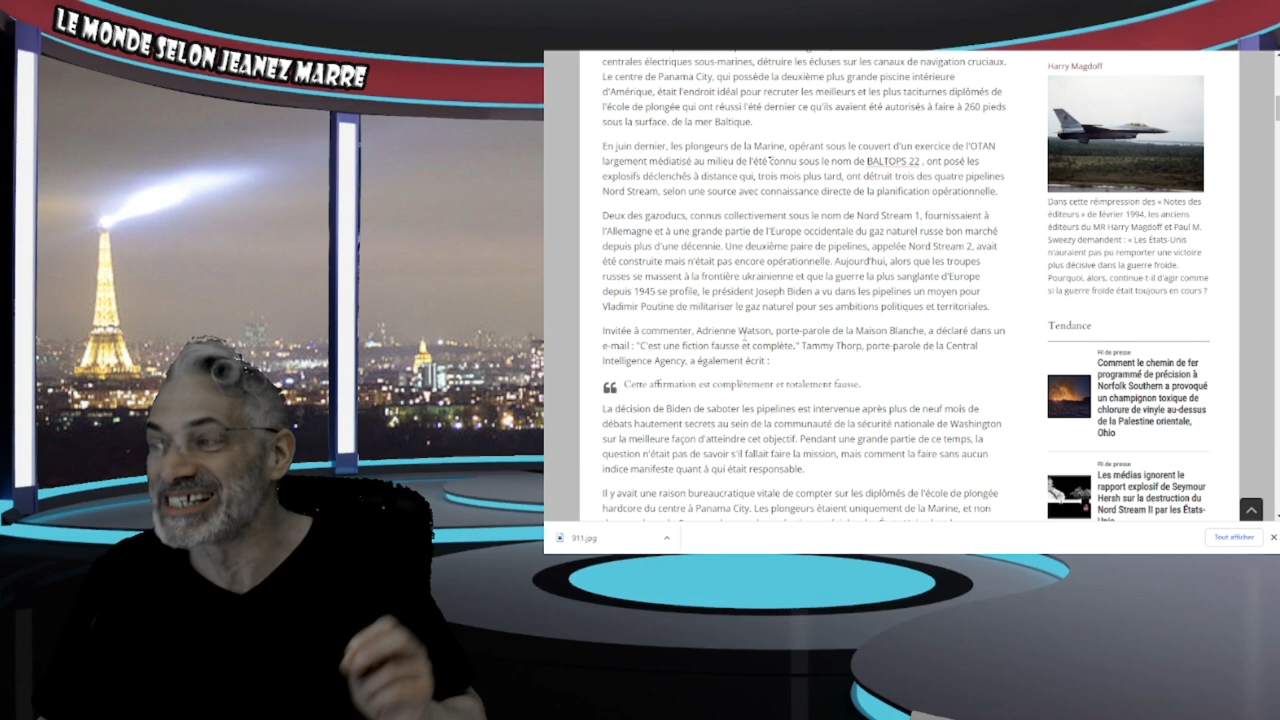 LE MONDE SELON JEANEZ MARRE
centrales électriques sous-marines, détruire les écluses sur les canaux de navigation cruciaux.
Le centre de Panama City, qui possède la deuxième plus grande piscine intérieure
d'Amérique, était l'endroit idéal pour recruter les meilleurs et les plus taciturnes diplômés de
l'école de plongée qui ont réussi l'été dernier ce qu'ils avaient été autorisés à faire à 260 pieds
sous la surface. de la mer Baltique.
En juin dernier, les plongeurs de la Marine, opérant sous le couvert d'un exercice de l'OTAN
largement médiatisé au milieu de l'été connu sous le nom de BALTOPS 22 , ont posé les
explosifs déclenchés à distance qui, trois mois plus tard, ont détruit trois des quatre pipelines
Nord Stream, selon une source avec connaissance directe de la planification opérationnelle.
Deux des gazoducs, connus collectivement sous le nom de Nord Stream 1, fournissaient à
l'Allemagne et à une grande partie de l'Europe occidentale du gaz naturel russe bon marché
depuis plus d'une décennie. Une deuxième paire de pipelines, appelée Nord Stream 2, avait
été construite mais n'était pas encore opérationnelle. Aujourd'hui, alors que les troupes
russes se massent à la frontière ukrainienne et que la guerre la plus sanglante d'Europe
depuis 1945 se profile, le président Joseph Biden a vu dans les pipelines un moyen pour
Vladimir Poutine de militariser le gaz naturel pour ses ambitions politiques et territoriales.
Invitée à commenter, Adrienne Watson, porte-parole de la Maison Blanche, a déclaré dans un
e-mail : "C'est une fiction fausse et complète." Tammy Thorp, porte-parole de la Central
Intelligence Agency, a également écrit :
Cette affirmation est complètement et totalement fausse.
La décision de Biden de saboter les pipelines est intervenue après plus de neuf mois de
débats hautement secrets au sein de la communauté de la sécurité nationale de Washington
sur la meilleure façon d'atteindre cet objectif. Pendant une grande partie de ce temps, la
question n'était pas de savoir s'il fallait faire la mission, mais comment la faire sans aucun
indice manifeste quant à qui était responsable.
Il y avait une raison bureaucratique vitale de compter sur les diplômés de l'école de plongée
hardcore du centre à Panama City. Les plongeurs étaient uniquement de la Marine, et non
Harry Magdoff
Dans cette réimpression des « Notes des
éditeurs » de février 1994, les anciens
éditeurs du MR Harry Magdoff et Paul M.
Sweezy demandent : « Les États-Unis
n'auraient pas pu remporter une victoire
plus décisive dans la guerre froide.
Pourquoi, alors, continue-t-il d'agir comme
si la guerre froide était toujours en cours ?
Tendance
Fil de presse
Comment le chemin de fer
programmé de précision à
Norfolk Southern a provoqué
un champignon toxique de
chlorure de vinyle au-dessus
de la Palestine orientale,
Ohio
Fil de presse
Les médias ignorent le
rapport explosif de Seymour
Hersh sur la destruction du
Nord Stream II par les États-
Unis
911.jpg
Tout afficher